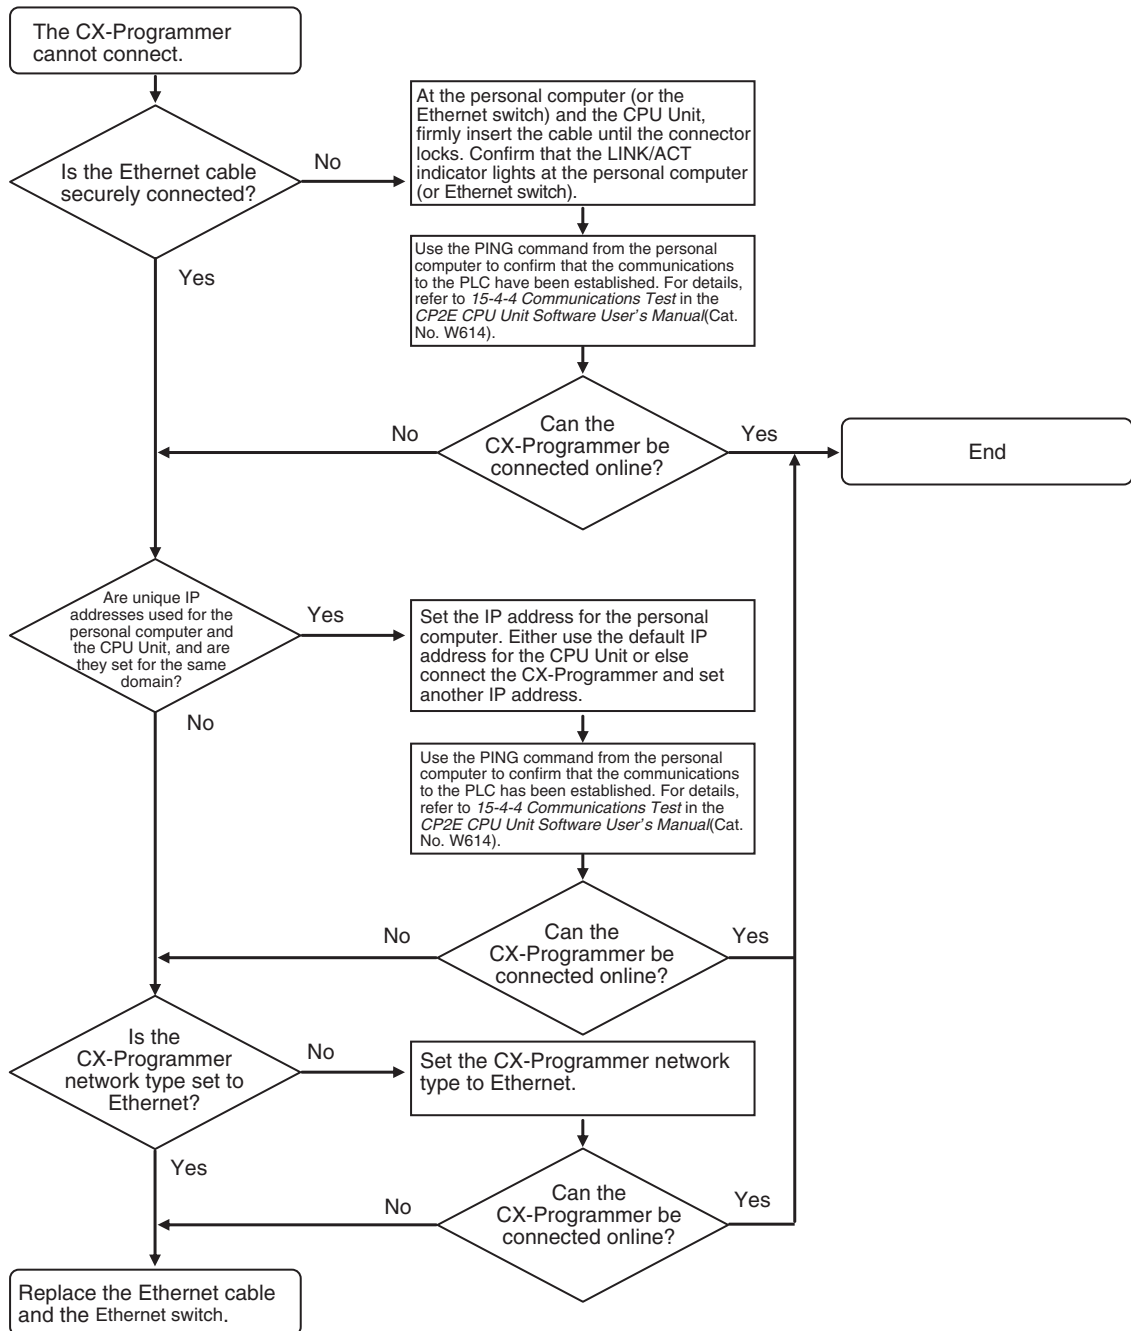 The CX-Programmer
cannot connect.
Is the Ethernet cable
securely connected?
No
At the personal computer (or the
Ethernet switch) and the CPU Unit,
firmly insert the cable until the connector
locks. Confirm that the LINK/ACT
indicator lights at the personal computer
(or Ethernet switch).
Yes
Use the PING command from the personal
computer to confirm that the communications
to the PLC have been established. For details,
refer to 15-4-4 Communications Test in the
CP2E CPU Unit Software User's Manual(Cat.
No. W614).
Can the
CX-Programmer be
connected online?
No
Yes
End
Are unique IP
addresses used for the
personal computer and
the CPU Unit, and are
they set for the same
domain?
Yes
Set the IP address for the personal
computer. Either use the default IP
address for the CPU Unit or else
connect the CX-Programmer and set
another IP address.
No
Use the PING command from the personal
computer to confirm that the communications
to the PLC has been established. For details,
refer to 15-4-4 Communications Test in the
CP2E CPU Unit Software User's Manual(Cat.
No. W614).
Can the
CX-Programmer be
connected online?
No
Yes
Is the
CX-Programmer
network type set to
Ethernet?
No
Set the CX-Programmer network
type to Ethernet.
Yes
Can the
CX-Programmer be
connected online?
No
Yes
Replace the Ethernet cable
and the Ethernet switch.